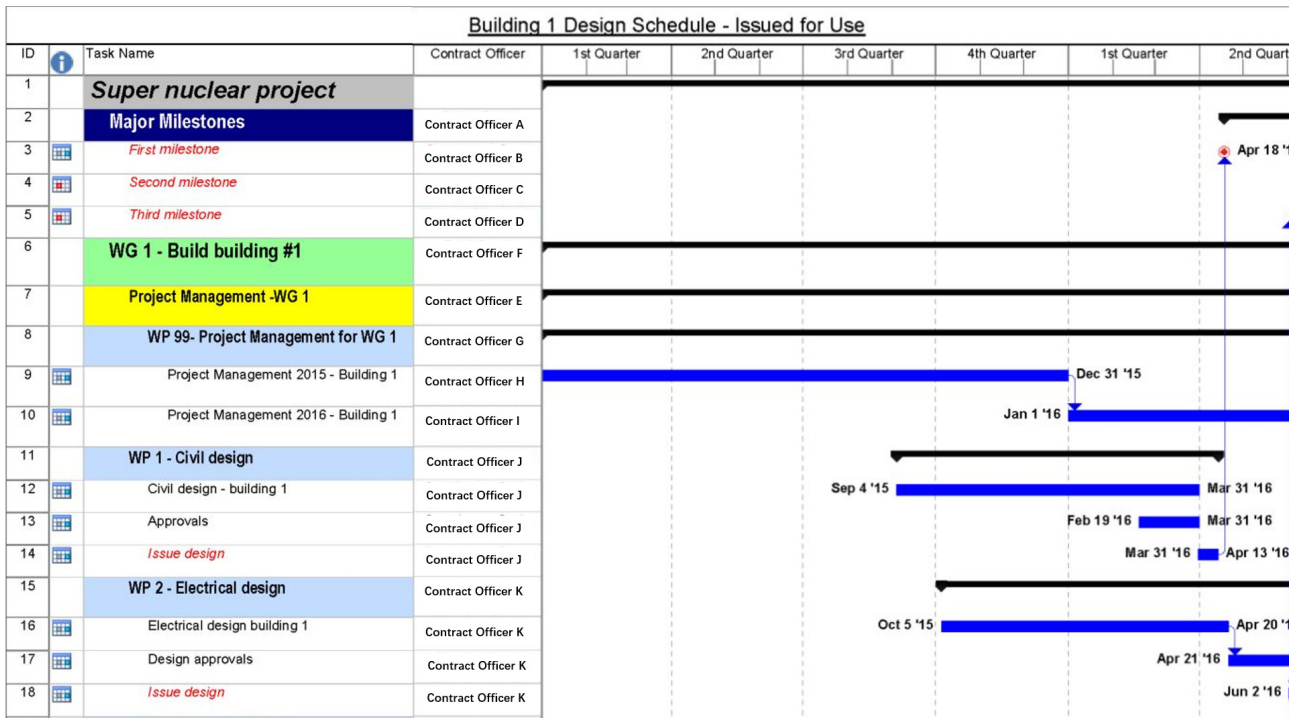 Building 1 Design Schedule - Issued for Use
ID Task Name Contract Officer 1st Quarter 2nd Quarter 3rd Quarter 4th Quarter 1st Quarter 2nd Quart
1 Super nuclear project
2 Major Milestones Contract Officer A
3 First milestone Contract Officer B Apr 18 '1
4 Second milestone Contract Officer C
5 Third milestone Contract Officer D
6 WG 1 - Build building #1 Contract Officer F
7 Project Management -WG 1 Contract Officer E
8 WP 99- Project Management for WG 1 Contract Officer G
9 Project Management 2015 - Building 1 Contract Officer H Dec 31 '15
10 Project Management 2016 - Building 1 Contract Officer I Jan 1 '16
11 WP 1 - Civil design Contract Officer J
12 Civil design - building 1 Contract Officer J Sep 4 '15 Mar 31 '16
13 Approvals Contract Officer J Feb 19 '16 Mar 31 '16
14 Issue design Contract Officer J Mar 31 '16 Apr 13 '16
15 WP 2 - Electrical design Contract Officer K
16 Electrical design building 1 Contract Officer K Oct 5 '15 Apr 20 '1
17 Design approvals Contract Officer K Apr 21 '16
18 Issue design Contract Officer K Jun 2 '16